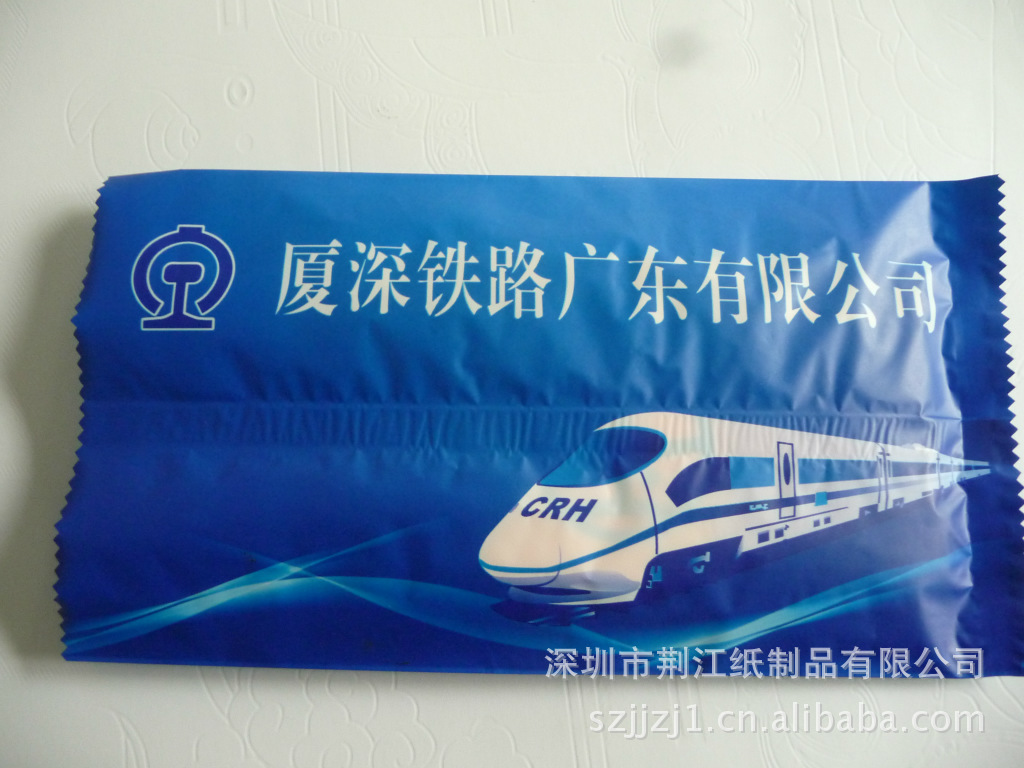 厦深铁路广东有限公司
CRH
深圳市荆江纸制品有限公司
szjjzj1.cn.alibaba.com